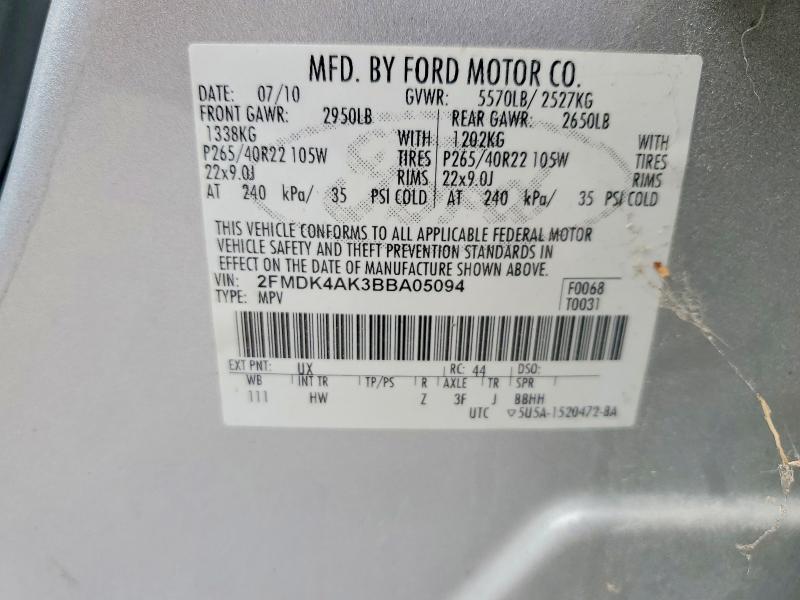 MFD. BY FORD MOTOR CO.
DATE: 07/10 GVWR: 5570LB/ 2527KG
FRONT GAWR: 2950LB REAR GAWR: 2650LB
1338KG WITH 1202KG WITH
P265/40R22 105W TIRES P265/40R22 105W TIRES
22x9.0J RIMS 22x9.0J RIMS
AT 240 kPa/ 35 PSI COLD AT 240 kPa/ 35 PSI COLD
THIS VEHICLE CONFORMS TO ALL APPLICABLE FEDERAL MOTOR
VEHICLE SAFETY AND THEFT PREVENTION STANDARDS IN
EFFECT ON THE DATE OF MANUFACTURE SHOWN ABOVE.
VIN: 2FMDK4AK3BBA05094 F0068
TYPE: MPV T0031
EXT PNT: UX RC: 44 DSO:
WB INT TR TP/PS R AXLE TR SPR
111 HW Z 3F J BBHH
UTC 5U5A-1520472-BA